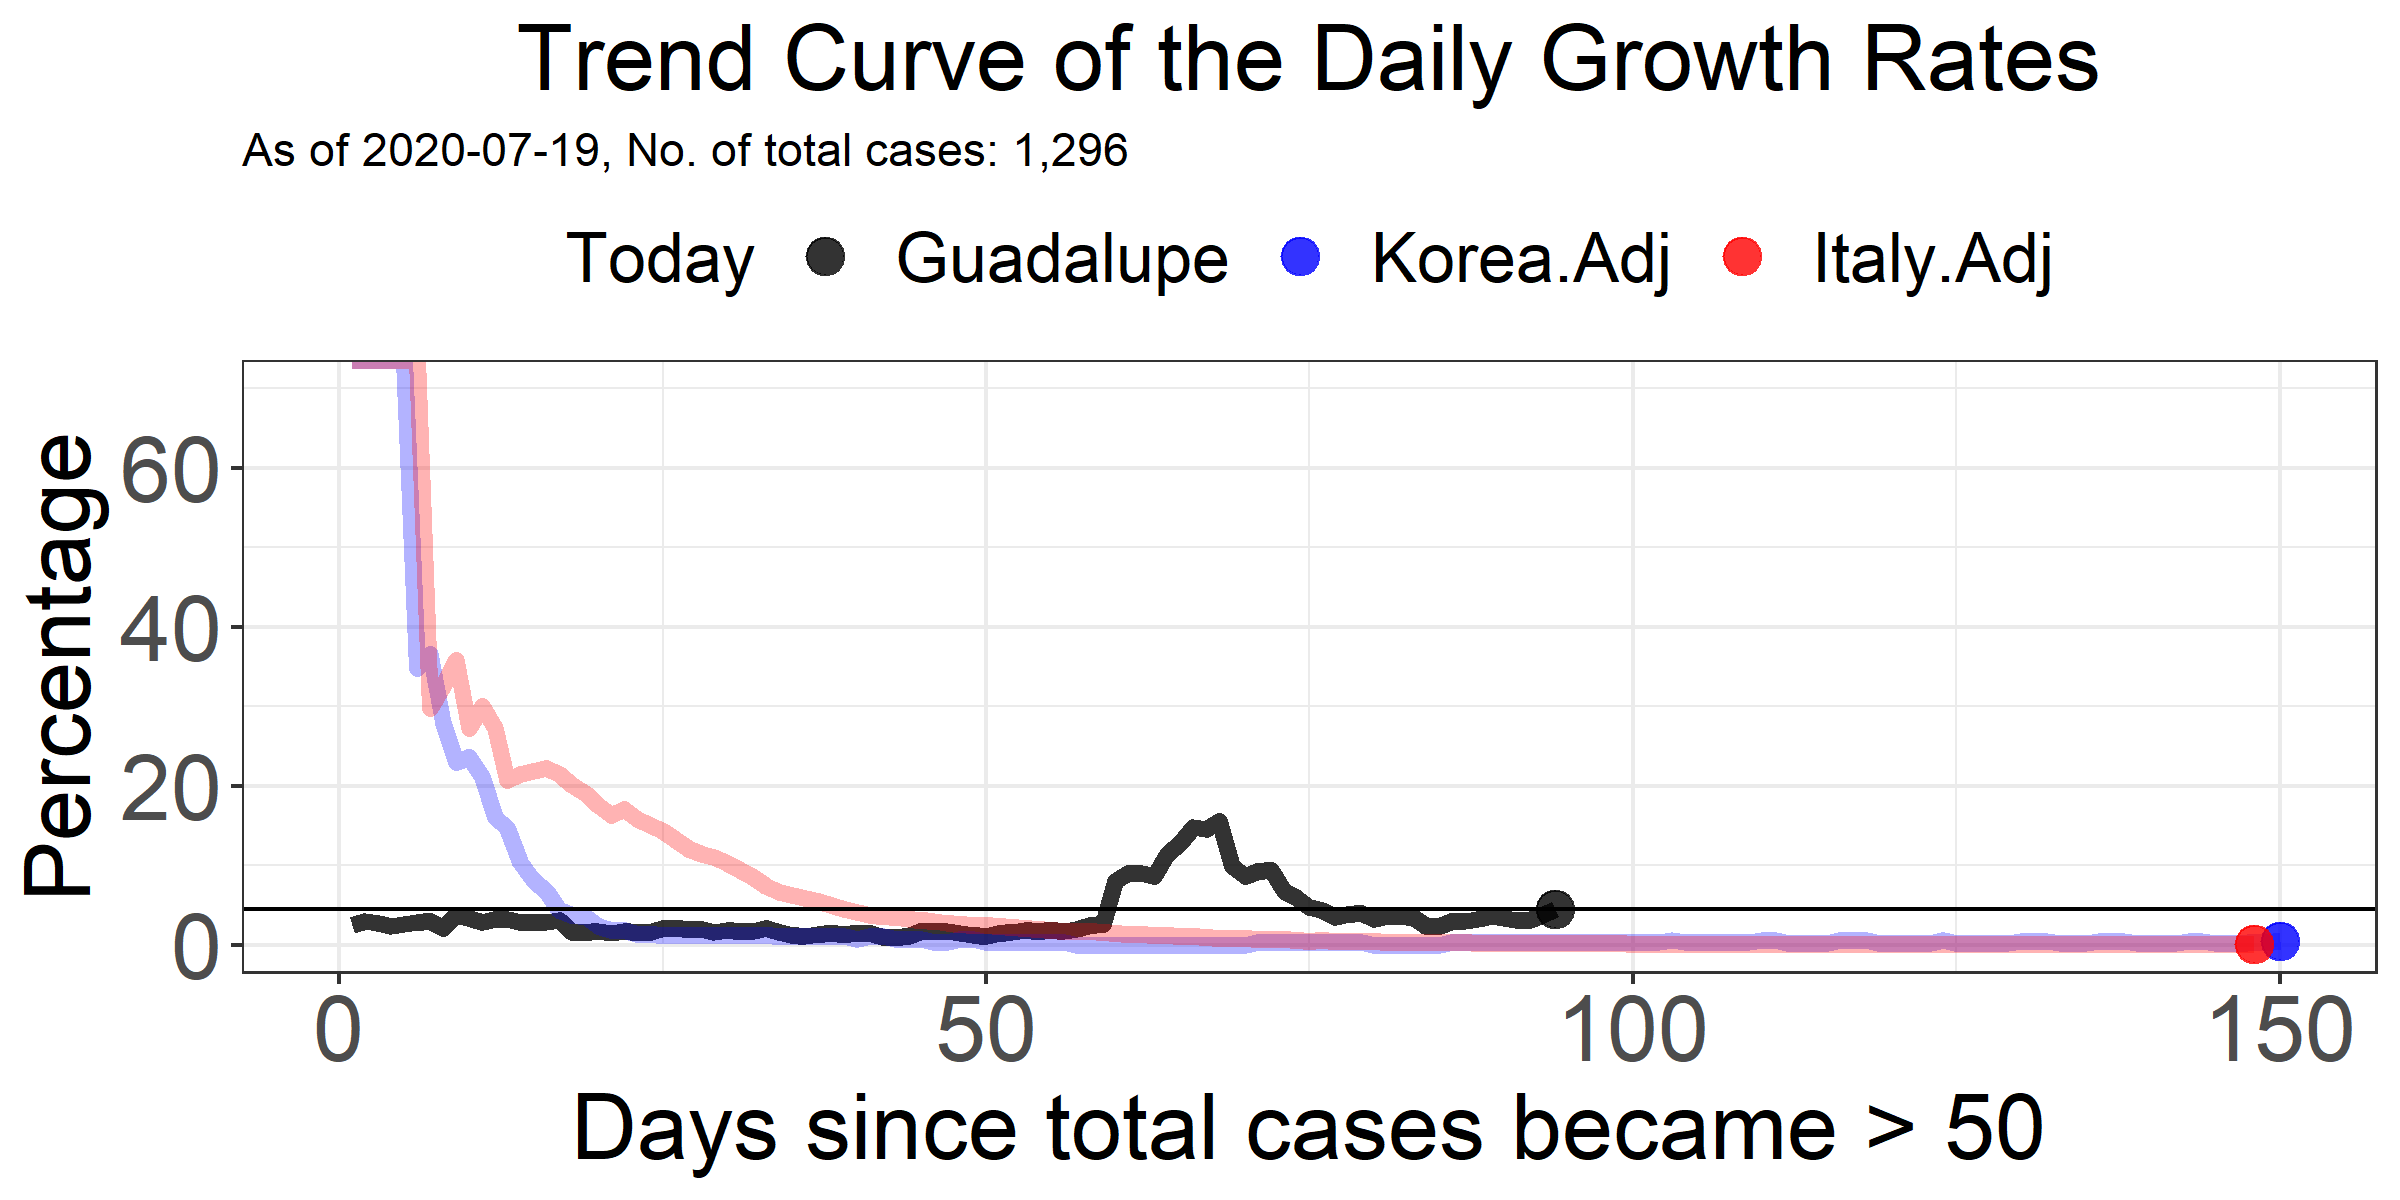 Trend Curve of the Daily Growth Rates
As of 2020-07-19, No. of total cases: 1,296
Today Guadalupe Korea.Adj Italy.Adj
Percentage
60
40
20
0
0 50 100 150
Days since total cases became > 50